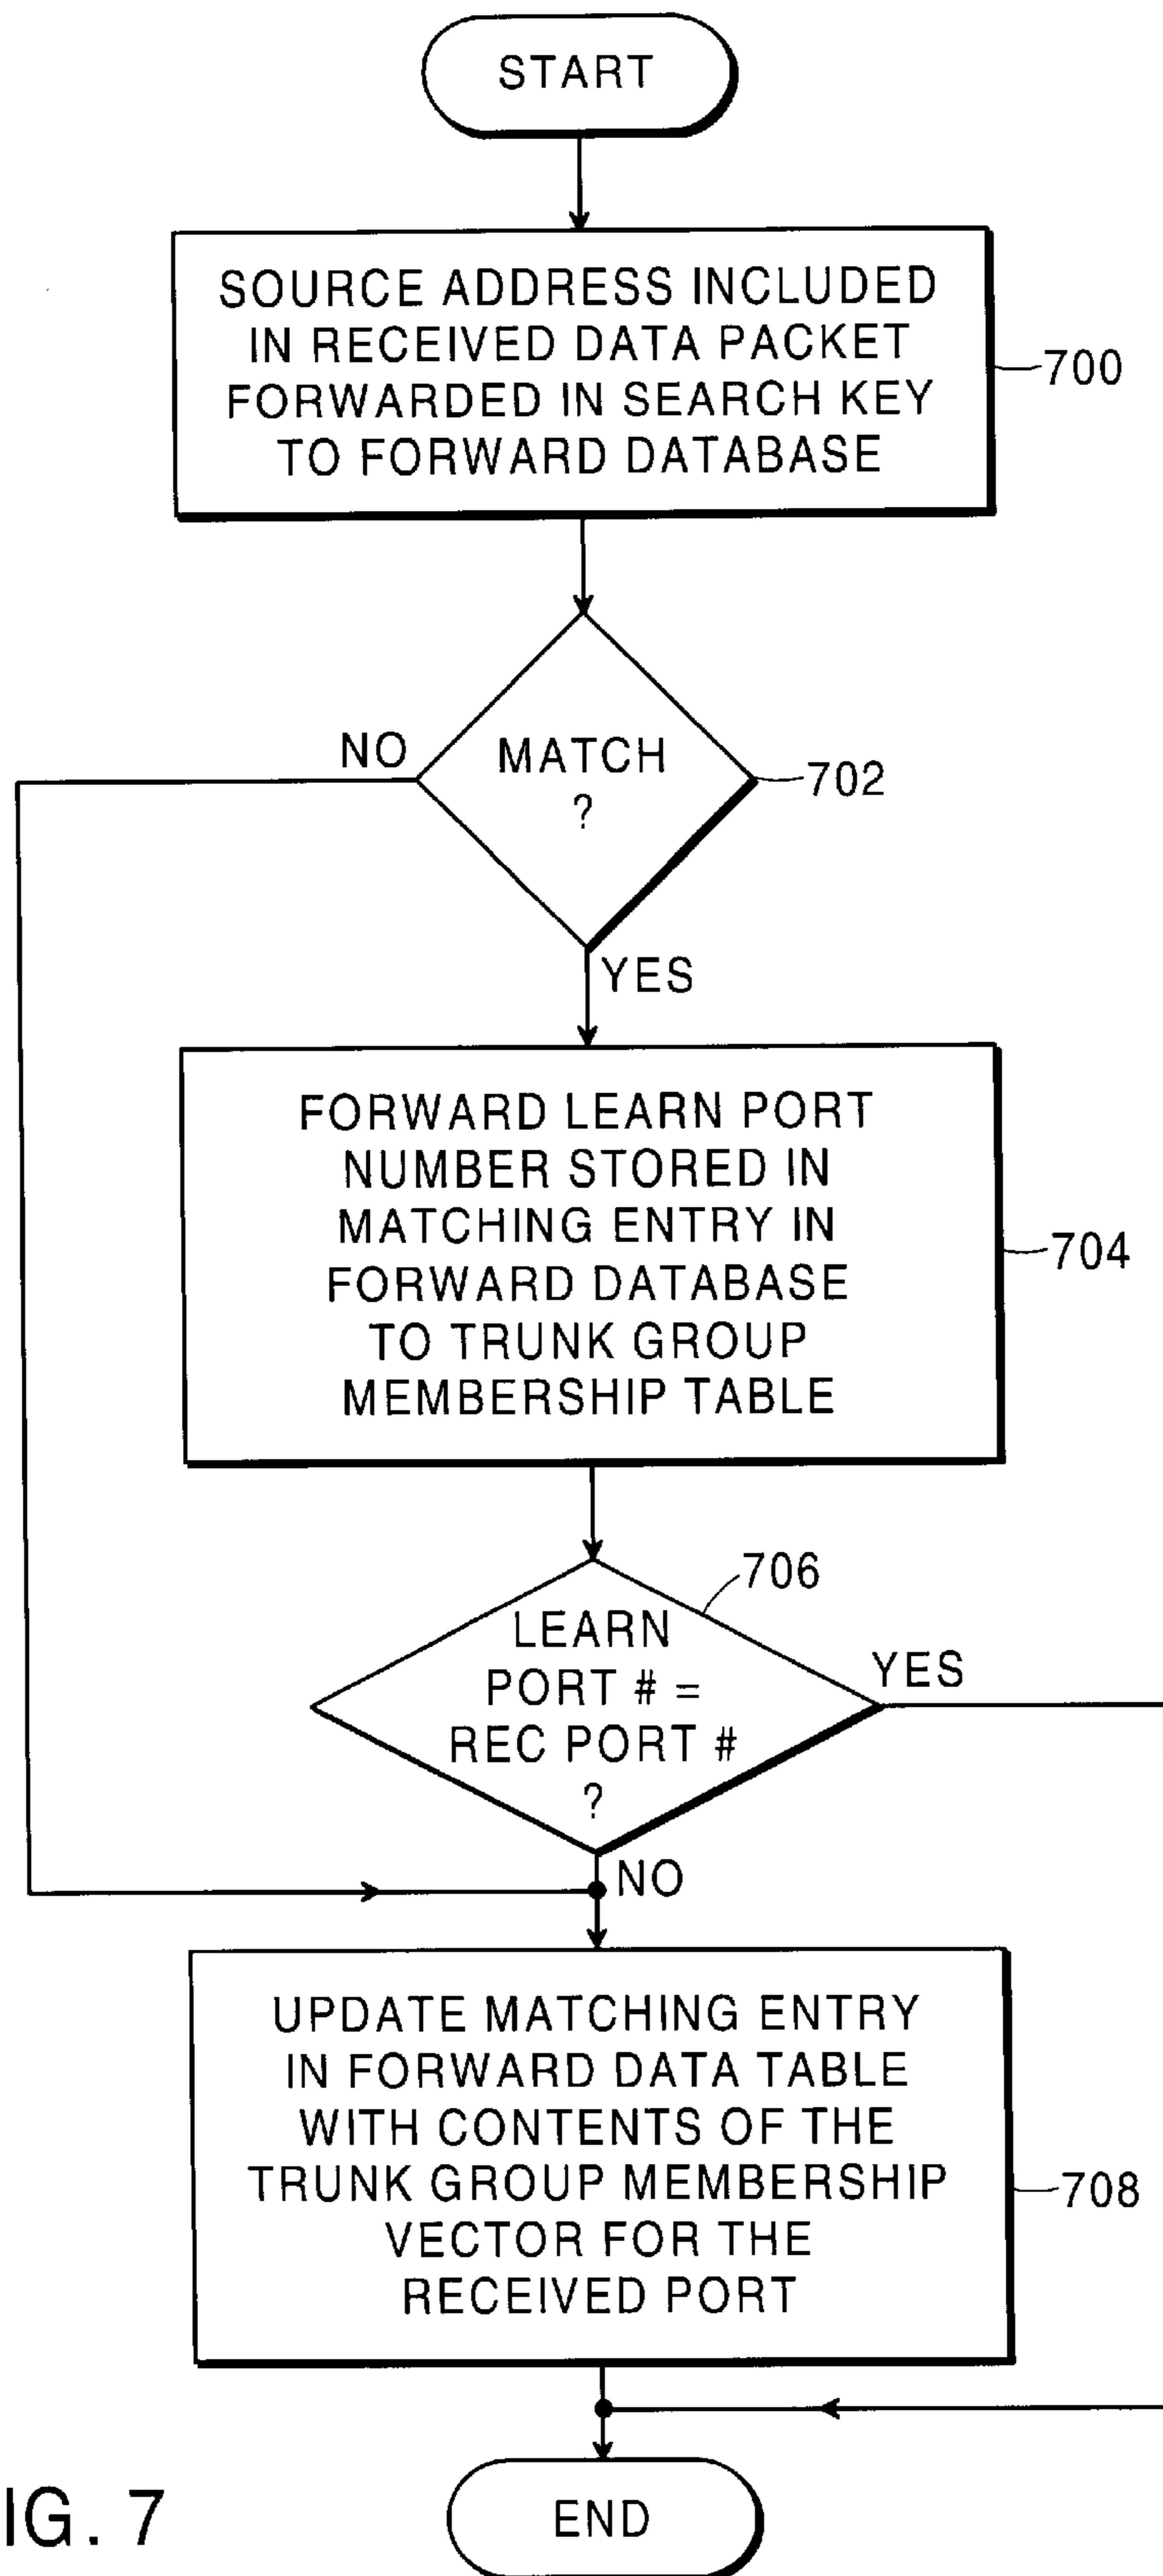 START
SOURCE ADDRESS INCLUDED
IN RECEIVED DATA PACKET
FORWARDED IN SEARCH KEY
TO FORWARD DATABASE
700
NO
MATCH
?
702
YES
FORWARD LEARN PORT
NUMBER STORED IN
MATCHING ENTRY IN
FORWARD DATABASE
TO TRUNK GROUP
MEMBERSHIP TABLE
704
706
LEARN
PORT # =
REC PORT #
?
YES
NO
UPDATE MATCHING ENTRY
IN FORWARD DATA TABLE
WITH CONTENTS OF THE
TRUNK GROUP MEMBERSHIP
VECTOR FOR THE
RECEIVED PORT
708
END
IG. 7